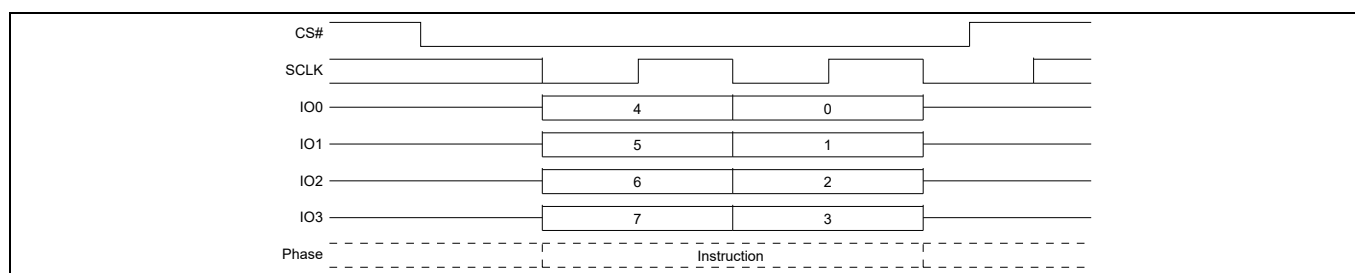 CS#
SCLK
IO0 4 0
IO1 5 1
IO2 6 2
IO3 7 3
Phase Instruction